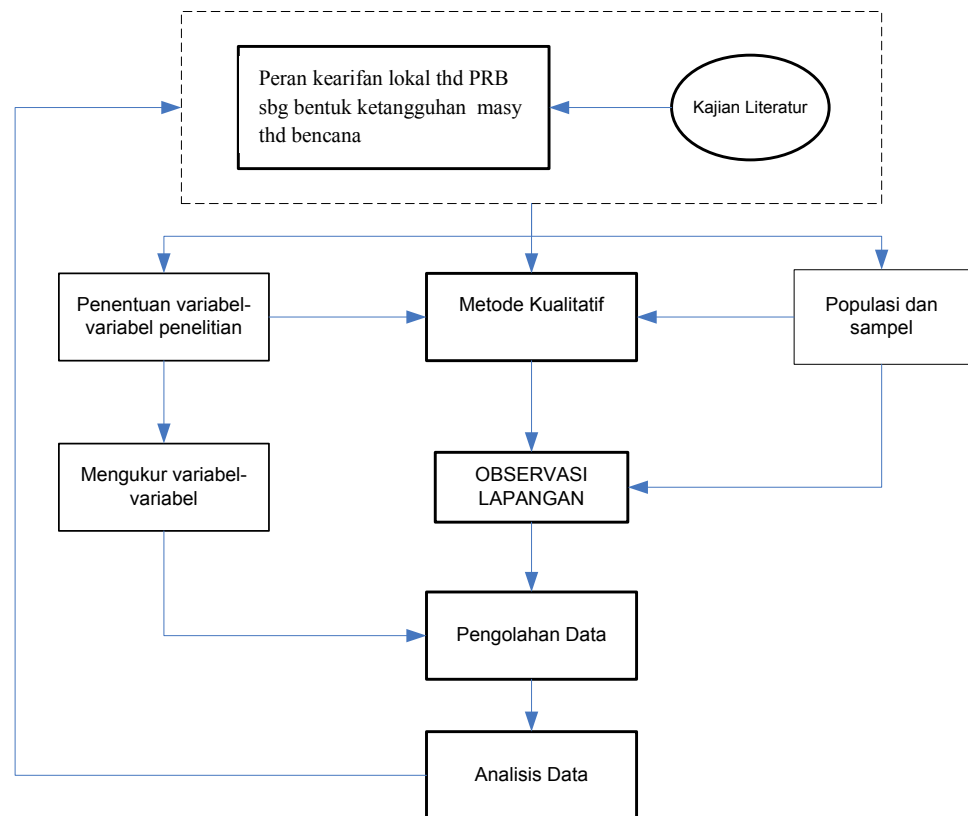 Peran kearifan lokal thd PRB
sbg bentuk ketangguhan masy
thd bencana
Kajian Literatur
Penentuan variabel-
variabel penelitian
Metode Kualitatif
Populasi dan
sampel
Mengukur variabel-
variabel
OBSERVASI
LAPANGAN
Pengolahan Data
Analisis Data